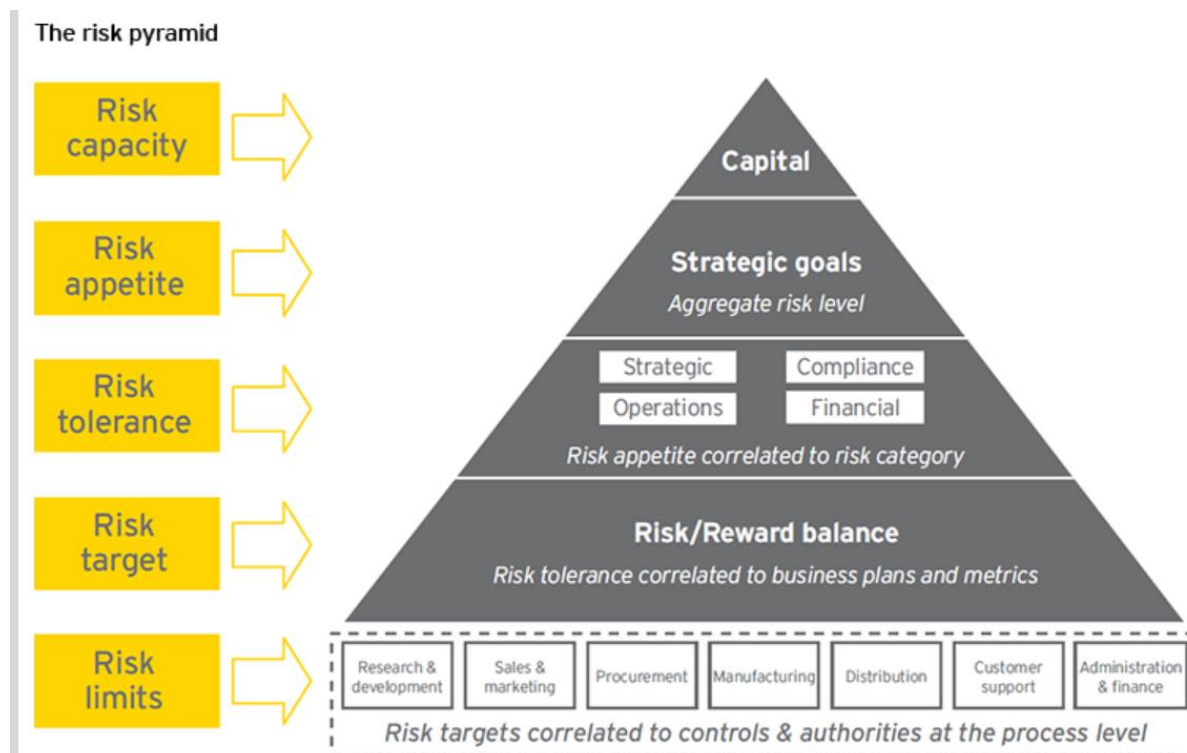 The risk pyramid
Risk
capacity
Capital
Risk
appetite
Strategic goals
Aggregate risk level
Risk
tolerance
Strategic
Compliance
Operations
Financial
Risk appetite correlated to risk category
Risk
target
Risk/Reward balance
Risk tolerance correlated to business plans and metrics
Risk
limits
Research &
development
Sales &
marketing
Procurement
Manufacturing
Distribution
Customer
support
Administration
& finance
Risk targets correlated to controls & authorities at the process level